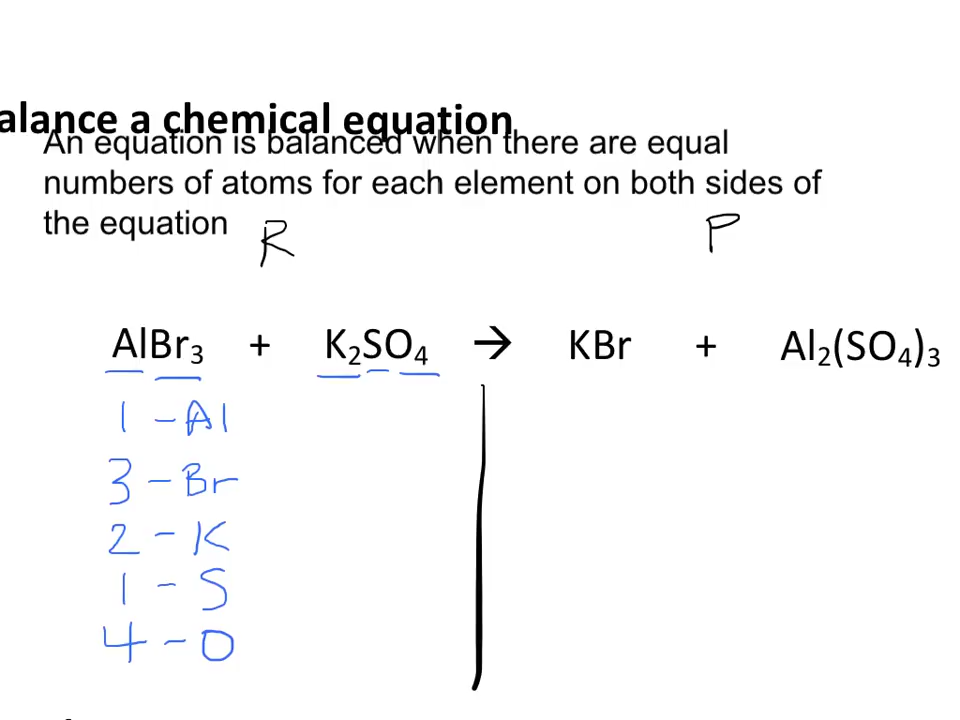 alance a chemical equation
An equation is balanced when there are equal
numbers of atoms for each element on both sides of
the equation
R P
AlBr₃ + K₂SO₄ → KBr + Al₂(SO₄)₃
1 - Al
3 - Br
2 - K
1 - S
4 - O